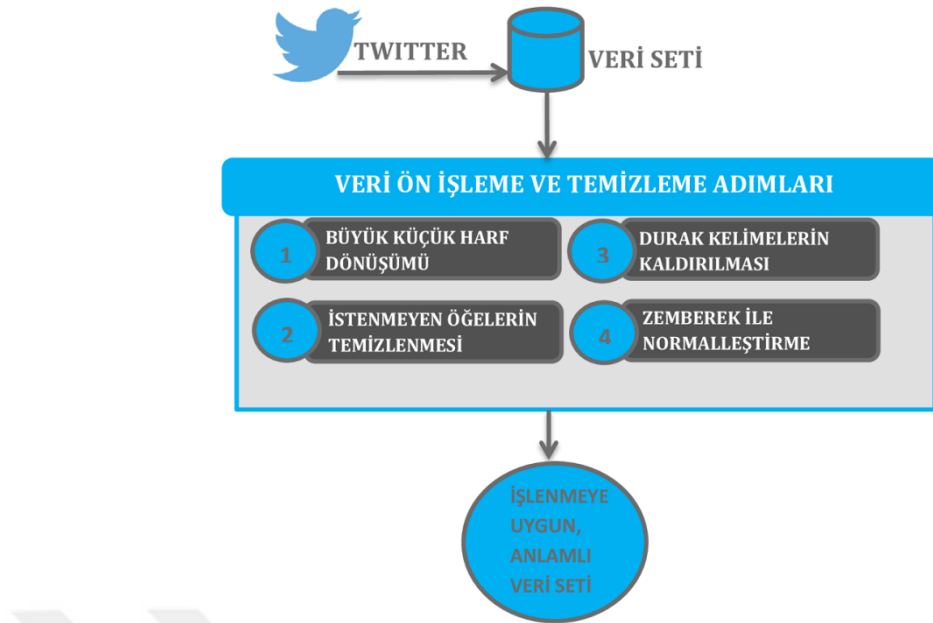 TWITTER
VERİ SETİ
VERİ ÖN İŞLEME VE TEMİZLEME ADIMLARI
1
BÜYÜK KÜÇÜK HARF
DÖNÜŞÜMÜ
2
İSTENMEYEN ÖĞELERİN
TEMİZLENMESİ
3
DURAK KELİMELERİN
KALDIRILMASI
4
ZEMBEREK İLE
NORMALLEŞTİRME
İŞLENMEYE
UYGUN,
ANLAMLI
VERİ SETİ